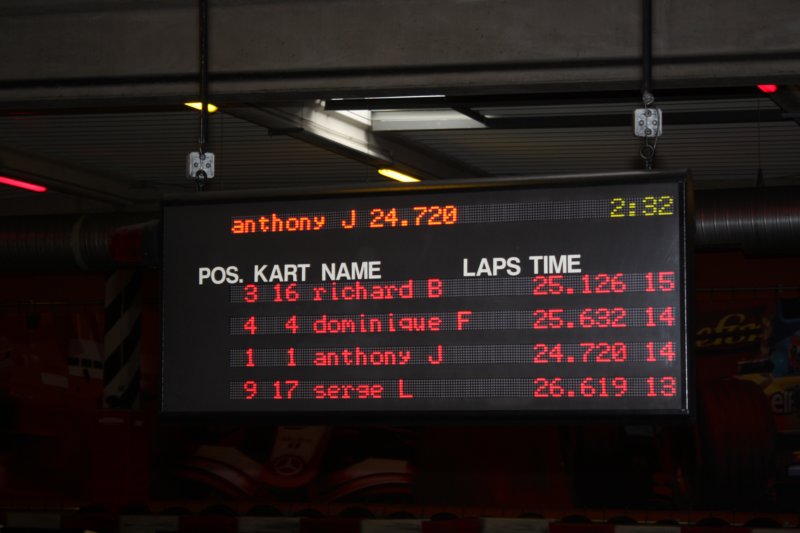 anthony J 24.720 2:32
POS. KART NAME LAPS TIME
3 16 richard B 25.126 15
4 4 dominique F 25.632 14
1 1 anthony J 24.720 14
9 17 serge L 26.619 13